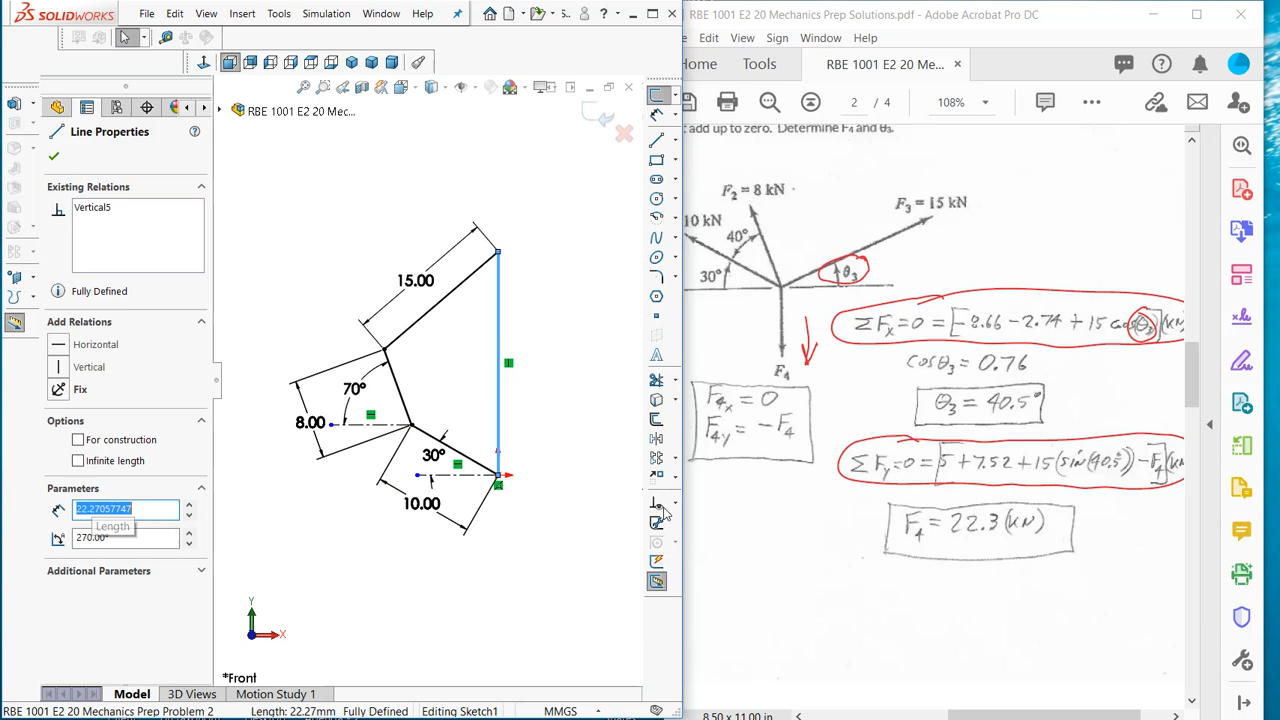 SOLIDWORKS File Edit View Insert Tools Simulation Window Help S...
RBE 1001 E2 20 Mec...
Line Properties
Existing Relations
Vertical5
Fully Defined
Add Relations
Horizontal
Vertical
Fix
Options
For construction
Infinite length
Parameters
22.27057747
Length
270.00°
Additional Parameters
15.00
70°
8.00
30°
10.00
Y
X
*Front
Model 3D Views Motion Study 1
RBE 1001 E2 20 Mechanics Prep Problem 2 Length: 22.27mm Fully Defined Editing Sketch1 MMGS
RBE 1001 E2 20 Mechanics Prep Solutions.pdf - Adobe Acrobat Pro DC
Edit View Sign Window Help
ome Tools RBE 1001 E2 20 Me... ×
2 / 4 108%
add up to zero. Determine F4 and θ3.
F2 = 8 kN
F3 = 15 kN
10 kN
40°
30°
θ3
F4
ΣFx=0=[-8.66-2.74+15 cosθ3](kN
cosθ3=0.76
F4x=0
F4y=-F4
θ3=40.5°
ΣFy=0=[5+7.52+15(sin(40.5°))-F4](kN
F4=22.3(kN)
8.50 x 11.00 in